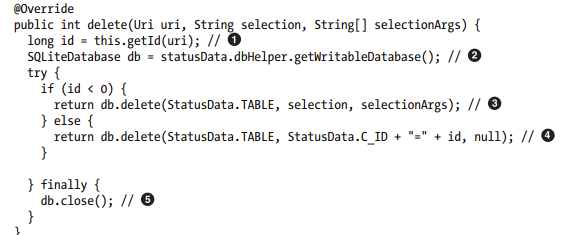 @Override
public int delete(Uri uri, String selection, String[] selectionArgs) {
  long id = this.getId(uri); // ❶
  SQLiteDatabase db = statusData.dbHelper.getWritableDatabase(); // ❷
  try {
    if (id < 0) {
      return db.delete(StatusData.TABLE, selection, selectionArgs); // ❸
    } else {
      return db.delete(StatusData.TABLE, StatusData.C_ID + "=" + id, null); // ❹
    }
  } finally {
    db.close(); // ❺
  }
}